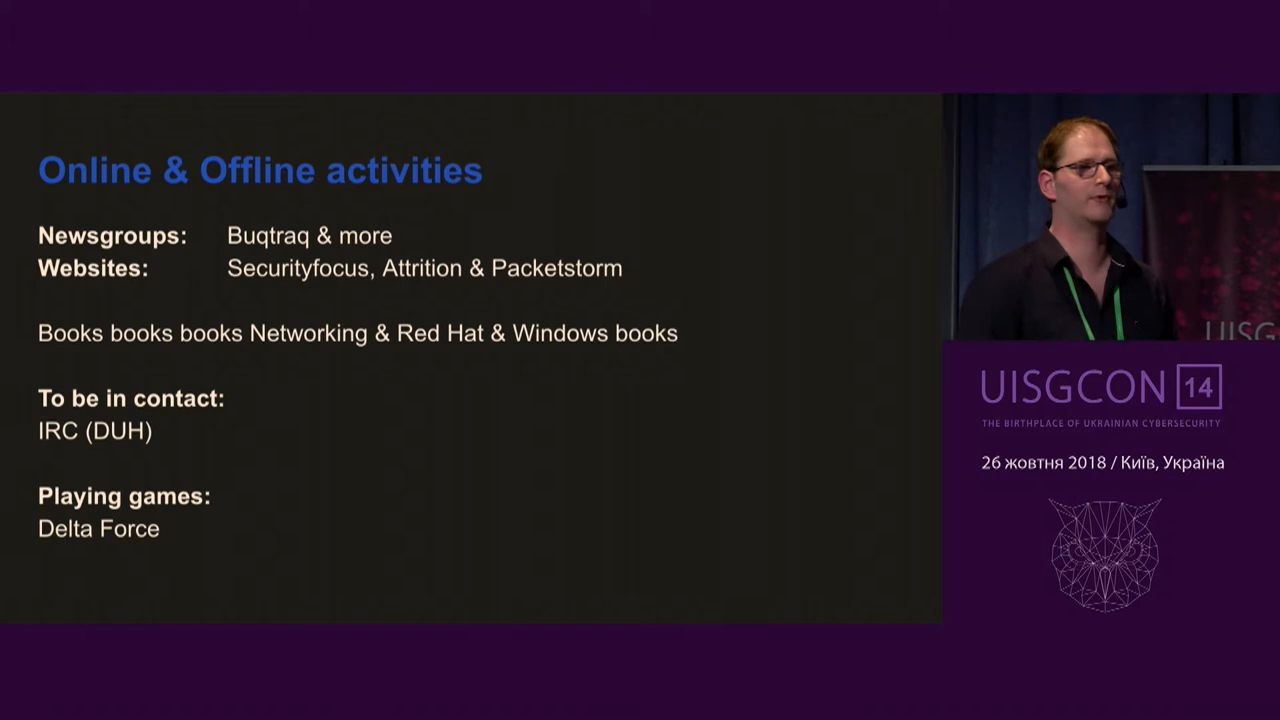 Online & Offline activities
Newsgroups: Buqtraq & more
Websites: Securityfocus, Attrition & Packetstorm
Books books books Networking & Red Hat & Windows books
To be in contact:
IRC (DUH)
Playing games:
Delta Force
UISG
UISGCON 14
THE BIRTHPLACE OF UKRAINIAN CYBERSECURITY
26 жовтня 2018 / Київ, Україна